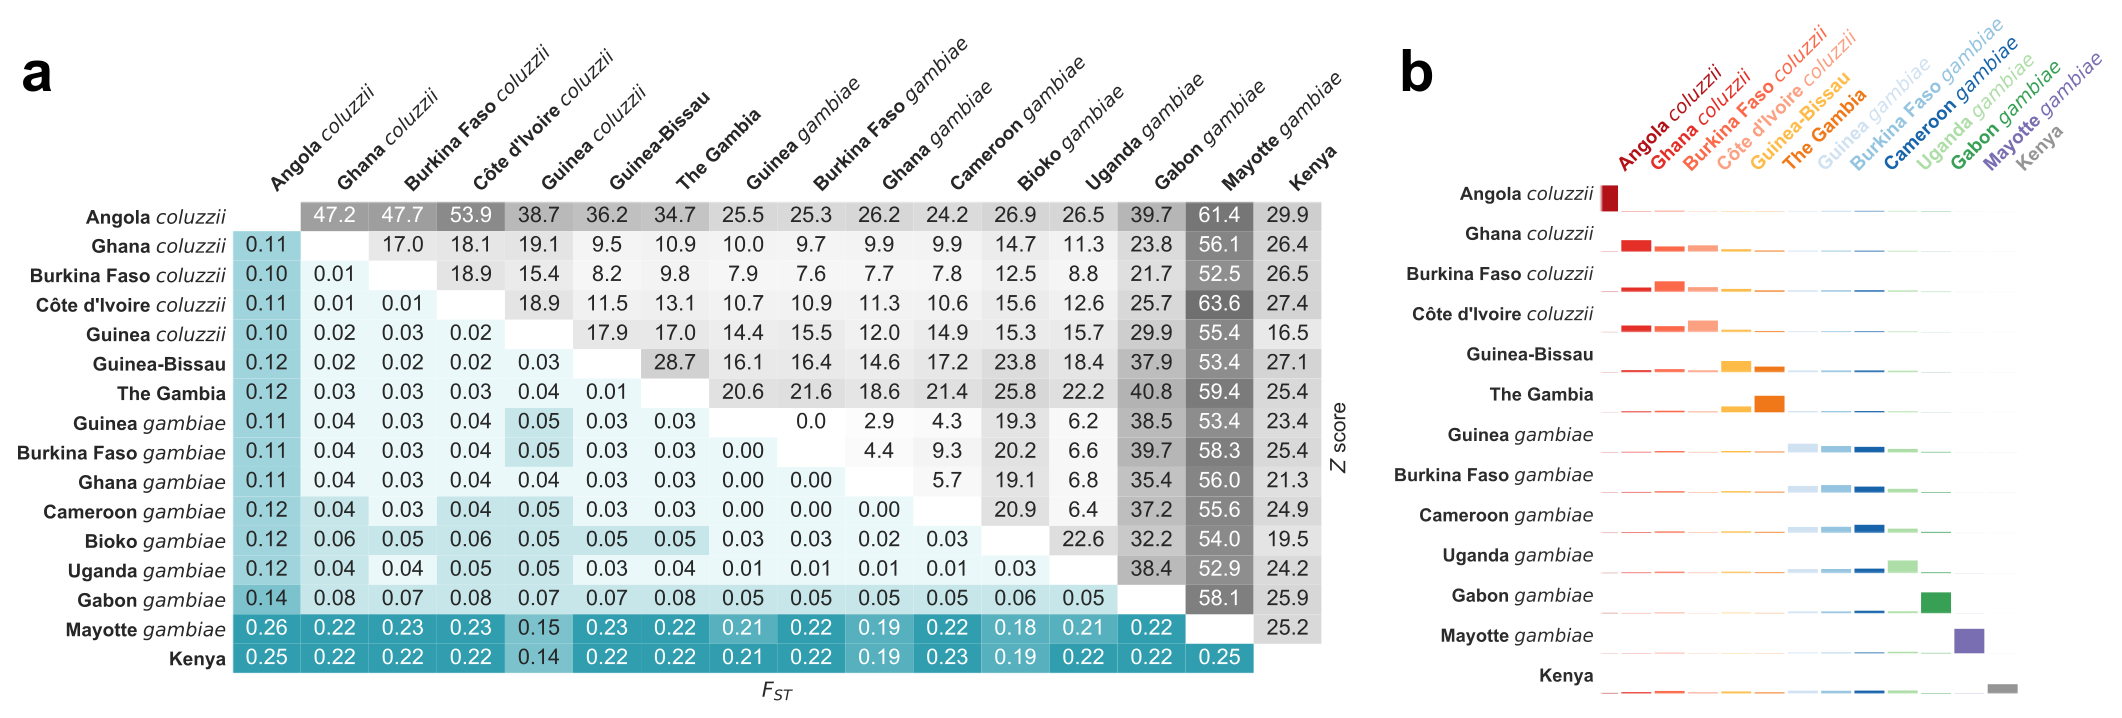 a
Angola coluzzii
Ghana coluzzii
Burkina Faso coluzzii
Côte d'Ivoire coluzzii
Guinea coluzzii
Guinea-Bissau
The Gambia
Guinea gambiae
Burkina Faso gambiae
Ghana gambiae
Cameroon gambiae
Bioko gambiae
Uganda gambiae
Gabon gambiae
Mayotte gambiae
Kenya
Angola coluzzii 47.2 47.7 53.9 38.7 36.2 34.7 25.5 25.3 26.2 24.2 26.9 26.5 39.7 61.4 29.9
Ghana coluzzii 0.11 17.0 18.1 19.1 9.5 10.9 10.0 9.7 9.9 9.9 14.7 11.3 23.8 56.1 26.4
Burkina Faso coluzzii 0.10 0.01 18.9 15.4 8.2 9.8 7.9 7.6 7.7 7.8 12.5 8.8 21.7 52.5 26.5
Côte d'Ivoire coluzzii 0.11 0.01 0.01 18.9 11.5 13.1 10.7 10.9 11.3 10.6 15.6 12.6 25.7 63.6 27.4
Guinea coluzzii 0.10 0.02 0.03 0.02 17.9 17.0 14.4 15.5 12.0 14.9 15.3 15.7 29.9 55.4 16.5
Guinea-Bissau 0.12 0.02 0.02 0.02 0.03 28.7 16.1 16.4 14.6 17.2 23.8 18.4 37.9 53.4 27.1
The Gambia 0.12 0.03 0.03 0.03 0.04 0.01 20.6 21.6 18.6 21.4 25.8 22.2 40.8 59.4 25.4
Guinea gambiae 0.11 0.04 0.03 0.04 0.05 0.03 0.03 0.0 2.9 4.3 19.3 6.2 38.5 53.4 23.4
Burkina Faso gambiae 0.11 0.04 0.03 0.04 0.05 0.03 0.03 0.00 4.4 9.3 20.2 6.6 39.7 58.3 25.4
Ghana gambiae 0.11 0.04 0.03 0.04 0.04 0.03 0.03 0.00 0.00 5.7 19.1 6.8 35.4 56.0 21.3
Cameroon gambiae 0.12 0.04 0.03 0.04 0.05 0.03 0.03 0.00 0.00 0.00 20.9 6.4 37.2 55.6 24.9
Bioko gambiae 0.12 0.06 0.05 0.06 0.05 0.05 0.05 0.03 0.03 0.02 0.03 22.6 32.2 54.0 19.5
Uganda gambiae 0.12 0.04 0.04 0.05 0.05 0.03 0.04 0.01 0.01 0.01 0.01 0.03 38.4 52.9 24.2
Gabon gambiae 0.14 0.08 0.07 0.08 0.07 0.07 0.08 0.05 0.05 0.05 0.05 0.06 0.05 58.1 25.9
Mayotte gambiae 0.26 0.22 0.23 0.23 0.15 0.23 0.22 0.21 0.22 0.19 0.22 0.18 0.21 0.22 25.2
Kenya 0.25 0.22 0.22 0.22 0.14 0.22 0.22 0.21 0.22 0.19 0.23 0.19 0.22 0.22 0.25
FST
Z score
b
Angola coluzzii
Ghana coluzzii
Burkina Faso coluzzii
Côte d'Ivoire coluzzii
Guinea-Bissau
The Gambia
Guinea gambiae
Burkina Faso gambiae
Cameroon gambiae
Uganda gambiae
Gabon gambiae
Mayotte gambiae
Kenya
Angola coluzzii
Ghana coluzzii
Burkina Faso coluzzii
Côte d'Ivoire coluzzii
Guinea-Bissau
The Gambia
Guinea gambiae
Burkina Faso gambiae
Cameroon gambiae
Uganda gambiae
Gabon gambiae
Mayotte gambiae
Kenya